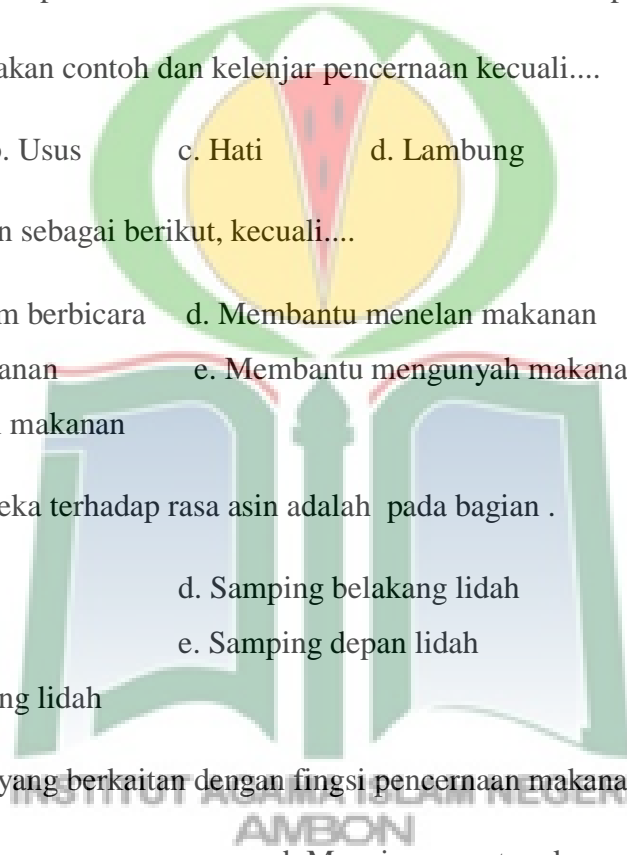 akan contoh dan kelenjar pencernaan kecuali....
. Usus c. Hati d. Lambung
n sebagai berikut, kecuali....
m berbicara d. Membantu menelan makanan
anan e. Membantu mengunyah makana
makanan
eka terhadap rasa asin adalah pada bagian .
d. Samping belakang lidah
e. Samping depan lidah
ng lidah
yang berkaitan dengan fingsi pencernaan makana
INSTITUT AGAMA ISLAM NEGERI
AMBON